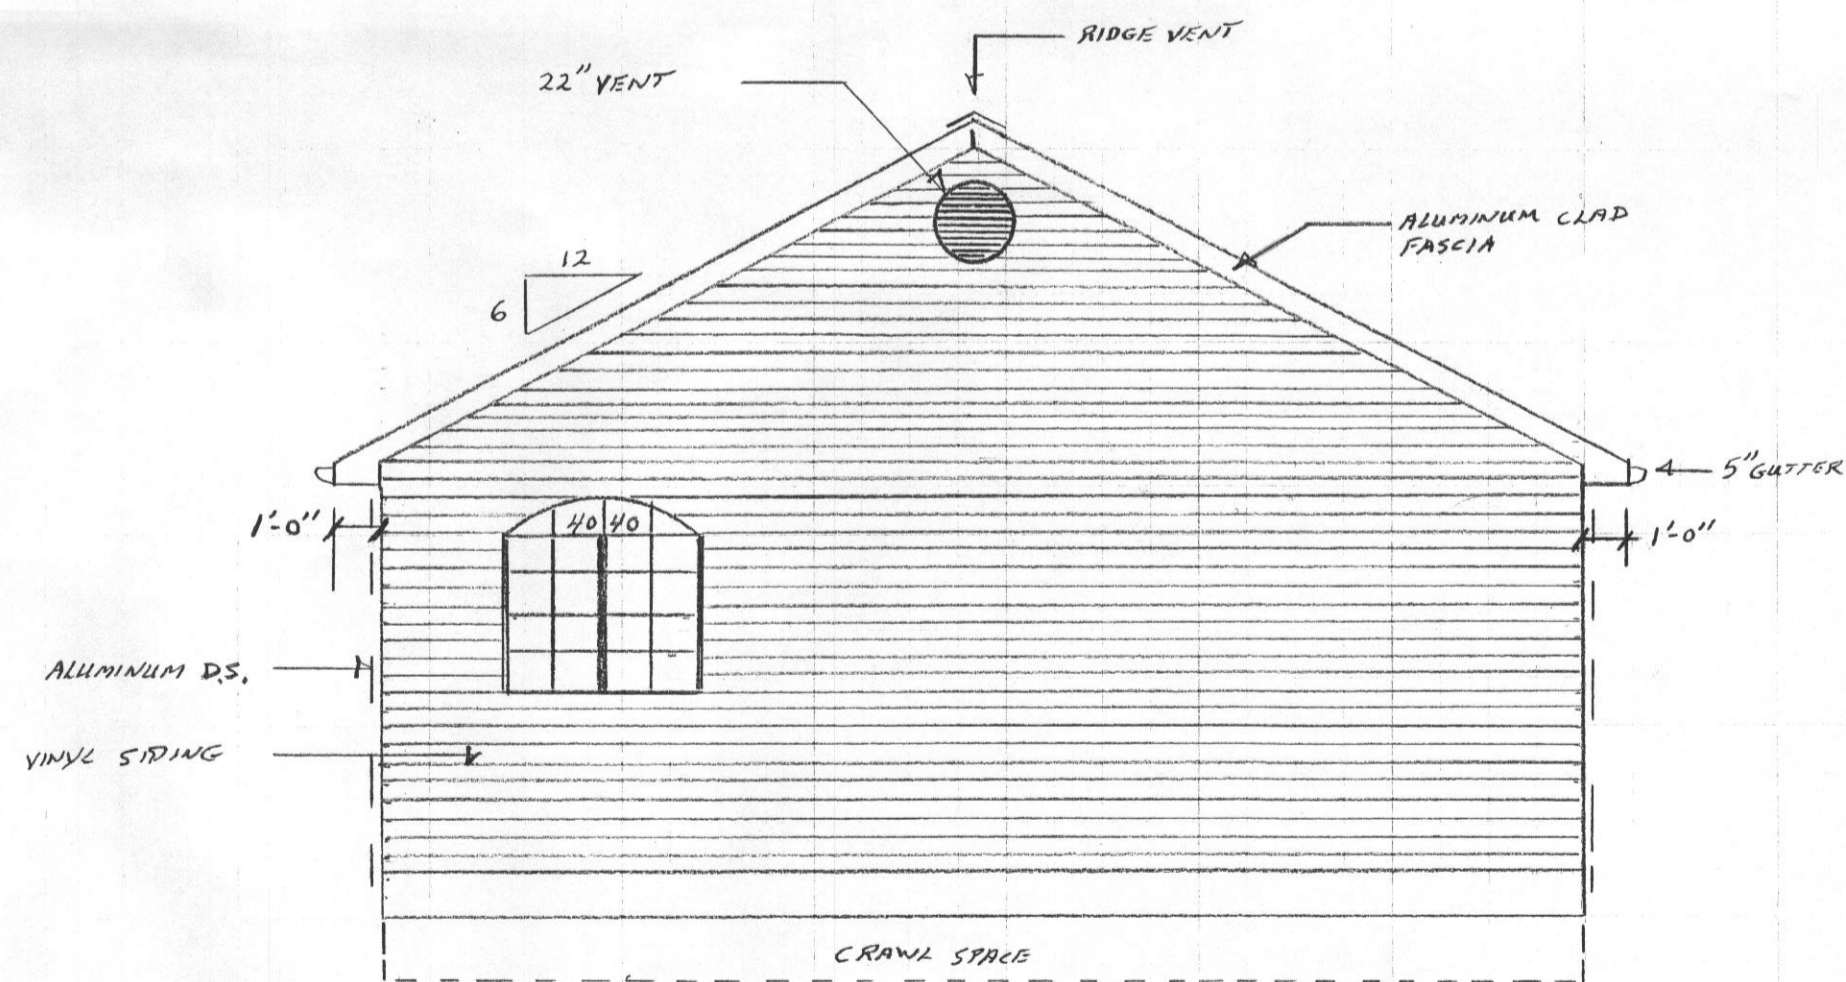 RIDGE VENT
22" VENT
ALUMINUM CLAD
FASCIA
12
6
5" GUTTER
1'-0"
40 40
1'-0"
ALUMINUM D.S.
VINYL SIDING
CRAWL SPACE